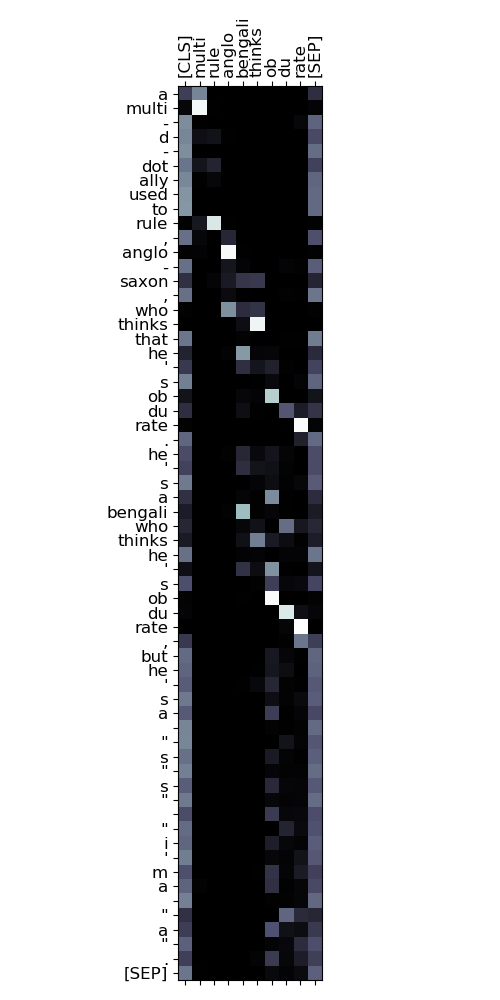 [CLS]
multi
rule
anglo
bengali
thinks
ob
du
rate
[SEP]
a
multi
-
d
-
dot
ally
used
to
rule
,
anglo
-
saxon
,
who
thinks
that
he
'
s
ob
du
rate
.
he
'
s
a
bengali
who
thinks
he
'
s
ob
du
rate
,
but
he
'
s
a
"
s
"
s
"
"
i
'
m
a
"
a
"
.
[SEP]